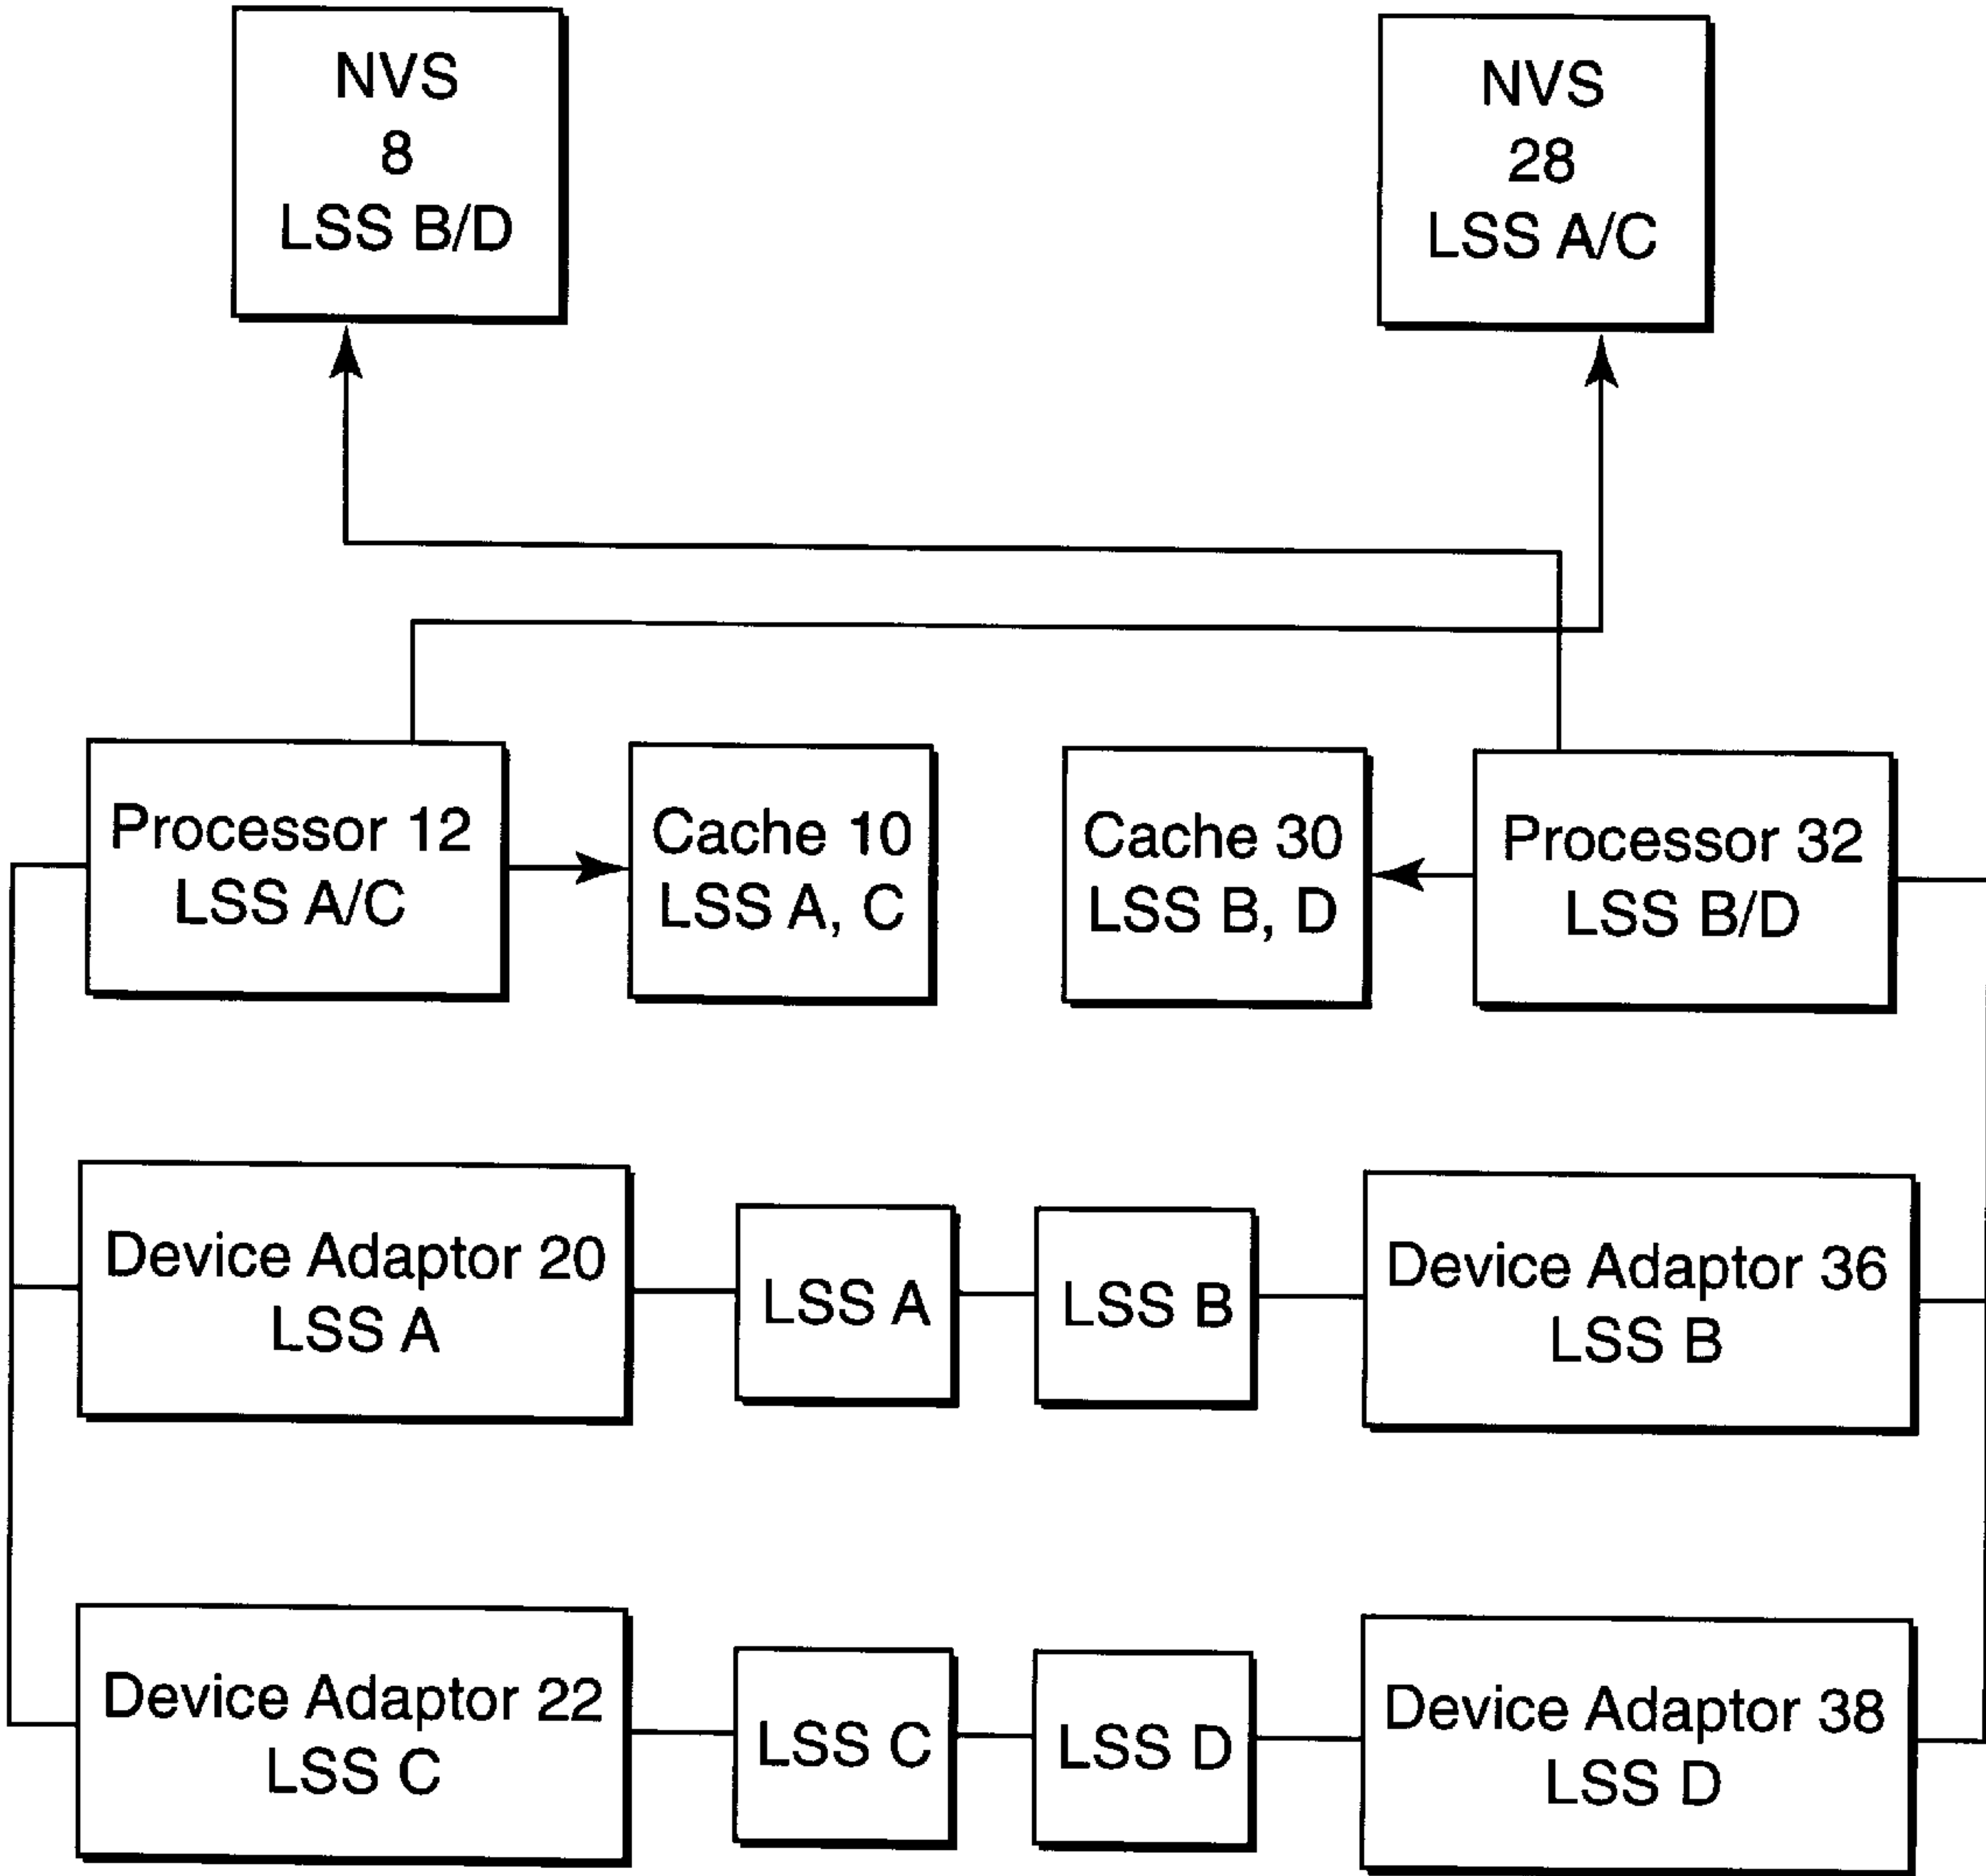 NVS
8
LSS B/D
NVS
28
LSS A/C
Processor 12
LSS A/C
Cache 10
LSS A, C
Cache 30
LSS B, D
Processor 32
LSS B/D
Device Adaptor 20
LSS A
LSS A
LSS B
Device Adaptor 36
LSS B
Device Adaptor 22
LSS C
LSS C
LSS D
Device Adaptor 38
LSS D